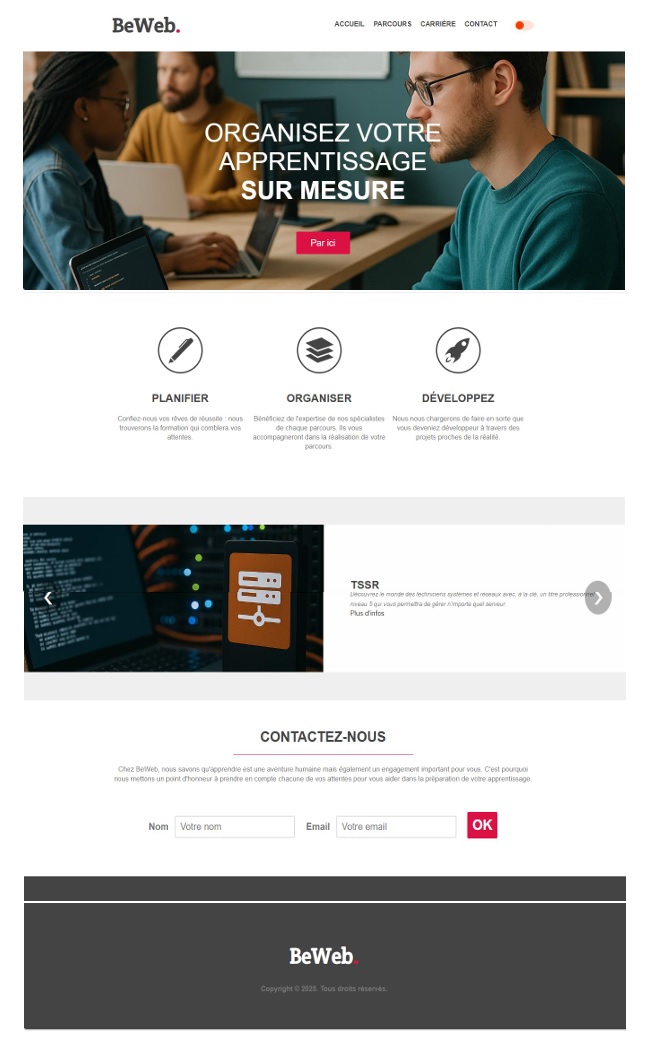 BeWeb.
ACCUEIL PARCOURS CARRIÈRE CONTACT
ORGANISEZ VOTRE
APPRENTISSAGE
SUR MESURE
Par ici
PLANIFIER
Confiez-nous vos rêves de réussite : nous
trouverons la formation qui comblera vos
attentes.
ORGANISER
Bénéficiez de l'expertise de nos spécialistes
de chaque parcours. Ils vous
accompagneront dans la réalisation de votre
parcours.
DÉVELOPPEZ
Nous nous chargerons de faire en sorte que
vous deveniez développeur à travers des
projets proches de la réalité.
TSSR
Découvrez le monde des techniciens systèmes et réseaux avec, à la clé, un titre professionnel
niveau 5 qui vous permettra de gérer n'importe quel serveur
Plus d'infos
CONTACTEZ-NOUS
Chez BeWeb, nous savons qu'apprendre est une aventure humaine mais également un engagement important pour vous. C'est pourquoi
nous mettons un point d'honneur à prendre en compte chacune de vos attentes pour vous aider dans la préparation de votre apprentissage.
Nom Votre nom Email Votre email OK
BeWeb.
Copyright © 2025. Tous droits réservés.